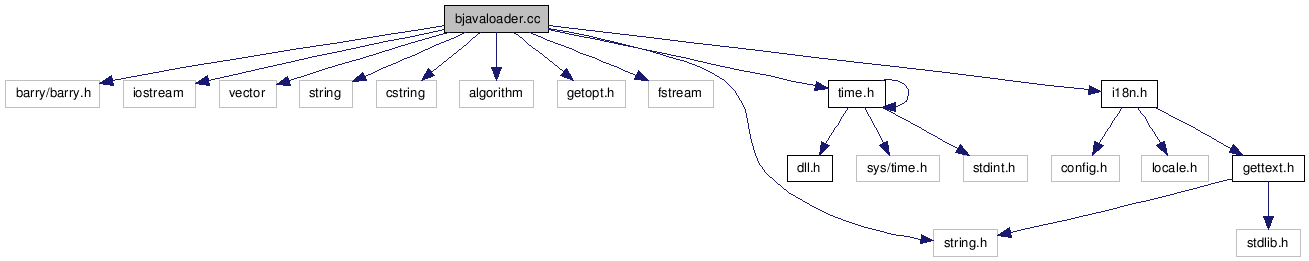 bjavaloader.cc
barry/barry.h
iostream
vector
string
cstring
algorithm
getopt.h
fstream
time.h
i18n.h
dll.h
sys/time.h
stdint.h
config.h
locale.h
gettext.h
string.h
stdlib.h